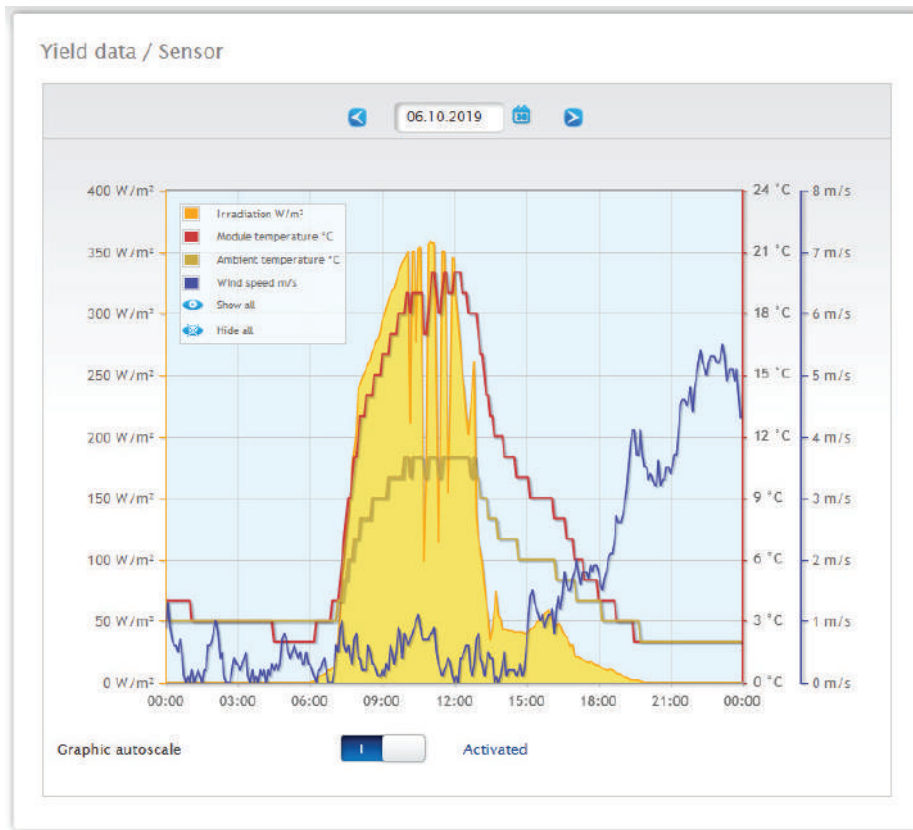 Yield data / Sensor
06.10.2019
30
400 W/m² 24 °C 8 m/s
Irradiation W/m²
Module temperature °C
350 W/m² 21 °C 7 m/s
Ambient temperature °C
Wind speed m/s
Show all
300 W/m² 18 °C 6 m/s
Hide all
250 W/m² 15 °C 5 m/s
200 W/m² 12 °C 4 m/s
150 W/m² 9 °C 3 m/s
100 W/m² 6 °C 2 m/s
50 W/m² 3 °C 1 m/s
0 W/m² 0 °C 0 m/s
00:00 03:00 06:00 09:00 12:00 15:00 18:00 21:00 00:00
Graphic autoscale I Activated